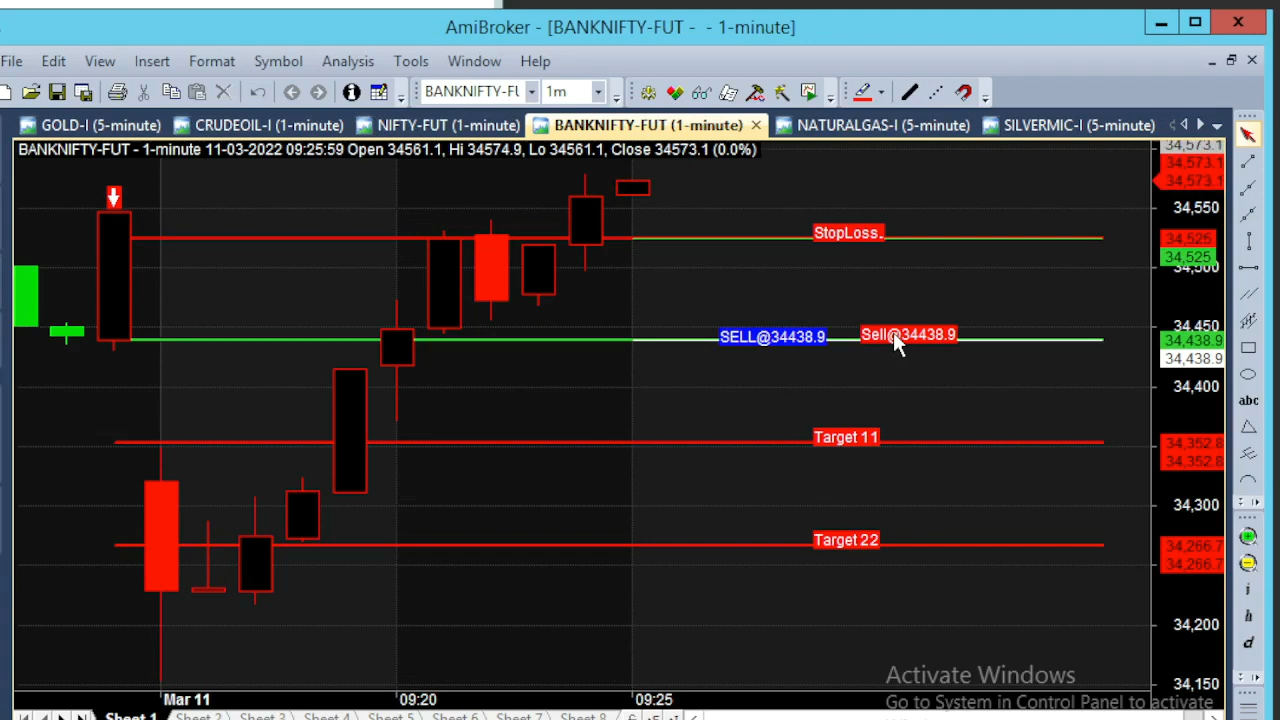 AmiBroker - [BANKNIFTY-FUT - - 1-minute]
File Edit View Insert Format Symbol Analysis Tools Window Help
BANKNIFTY-FU 1m
GOLD-I (5-minute) CRUDEOIL-I (1-minute) NIFTY-FUT (1-minute) BANKNIFTY-FUT (1-minute) NATURALGAS-I (5-minute) SILVERMIC-I (5-minute)
BANKNIFTY-FUT - 1-minute 11-03-2022 09:25:59 Open 34561.1, Hi 34574.9, Lo 34561.1, Close 34573.1 (0.0%)
34,573.1
34,573.1
34,573.1
34,550
StopLoss.
34,525
34,525
34,500
34,450
SELL@34438.9 Sell@34438.9
34,438.9
34,438.9
34,400
Target 11
34,352.8
34,352.8
34,300
Target 22
34,266.7
34,266.7
34,200
34,150
Mar 11 09:20 09:25
Activate Windows
Go to System in Control Panel to activate
Sheet 1 Sheet 2 Sheet 3 Sheet 4 Sheet 5 Sheet 6 Sheet 7 Sheet 8
abc
i
h
d